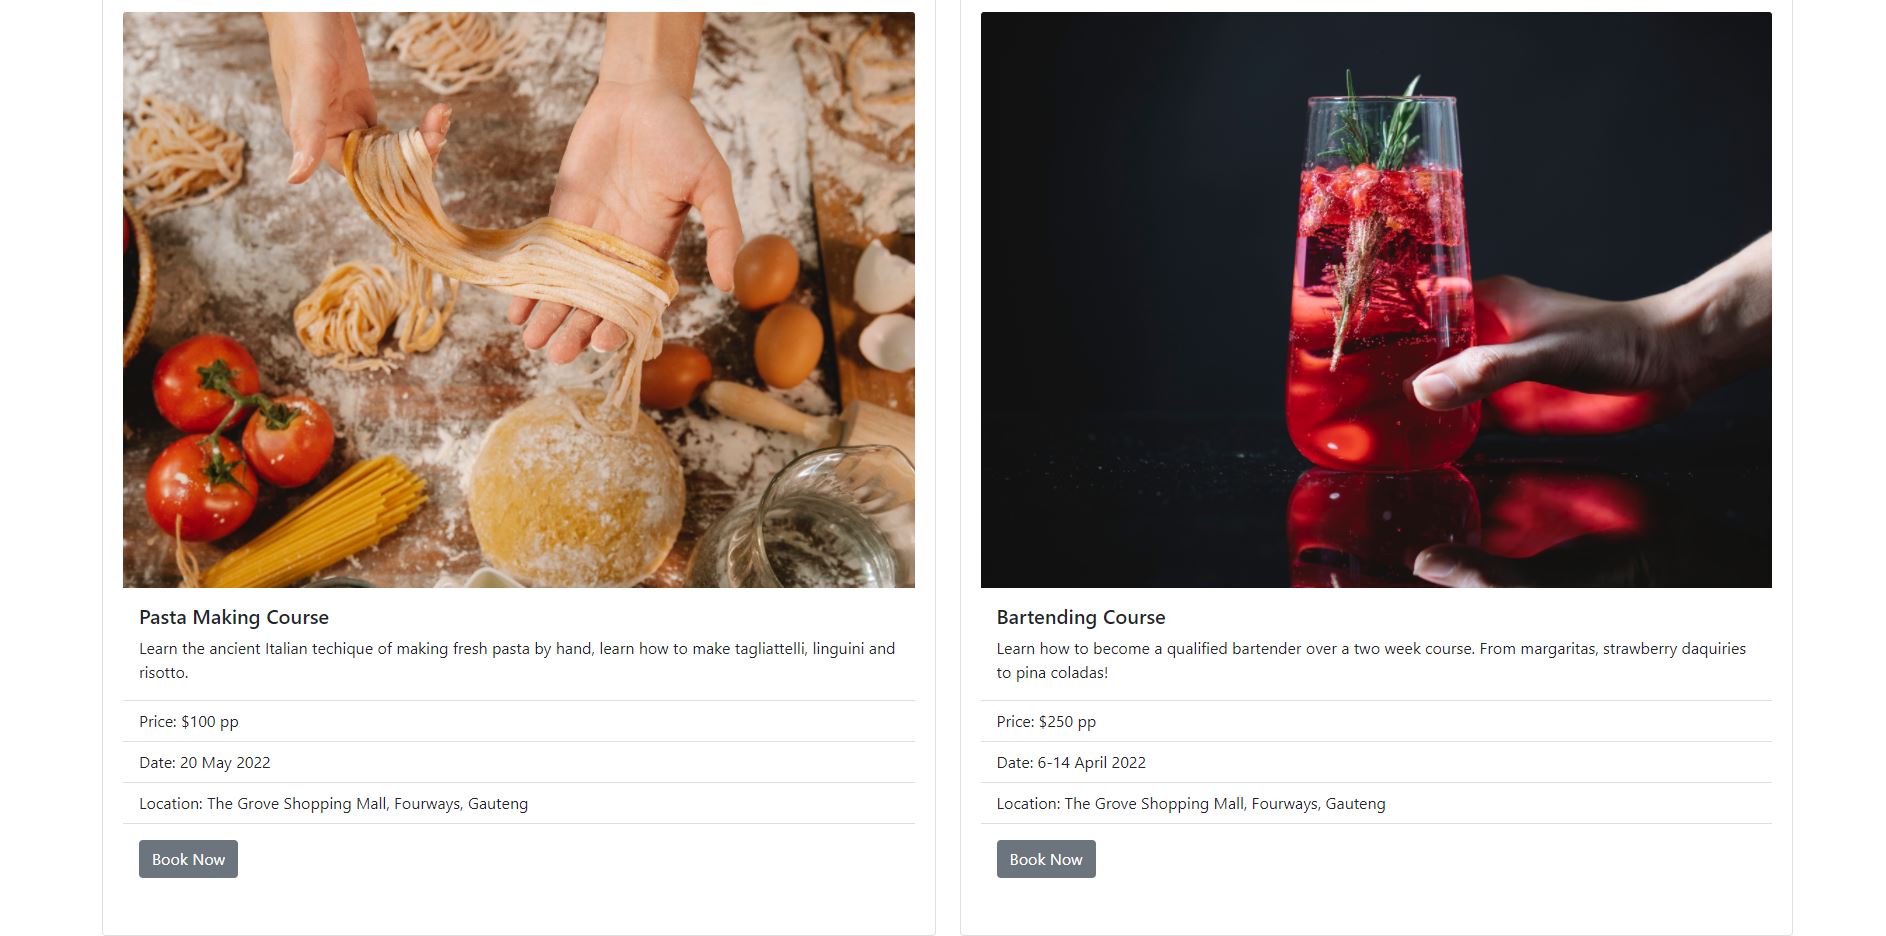 Pasta Making Course
Learn the ancient Italian techique of making fresh pasta by hand, learn how to make tagliattelli, linguini and
risotto.
Price: $100 pp
Date: 20 May 2022
Location: The Grove Shopping Mall, Fourways, Gauteng
Book Now
Bartending Course
Learn how to become a qualified bartender over a two week course. From margaritas, strawberry daquiries
to pina coladas!
Price: $250 pp
Date: 6-14 April 2022
Location: The Grove Shopping Mall, Fourways, Gauteng
Book Now